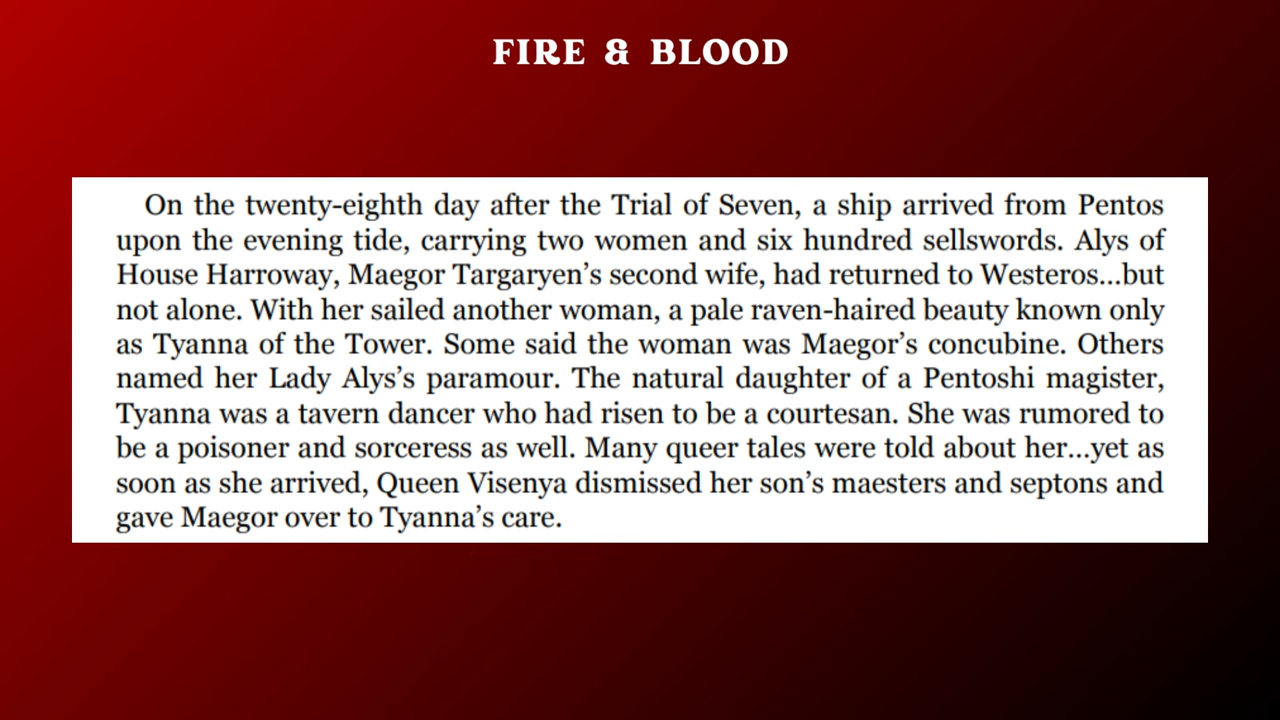 FIRE & BLOOD
On the twenty-eighth day after the Trial of Seven, a ship arrived from Pentos
upon the evening tide, carrying two women and six hundred sellswords. Alys of
House Harroway, Maegor Targaryen’s second wife, had returned to Westeros…but
not alone. With her sailed another woman, a pale raven-haired beauty known only
as Tyanna of the Tower. Some said the woman was Maegor’s concubine. Others
named her Lady Alys’s paramour. The natural daughter of a Pentoshi magister,
Tyanna was a tavern dancer who had risen to be a courtesan. She was rumored to
be a poisoner and sorceress as well. Many queer tales were told about her…yet as
soon as she arrived, Queen Visenya dismissed her son’s maesters and septons and
gave Maegor over to Tyanna’s care.